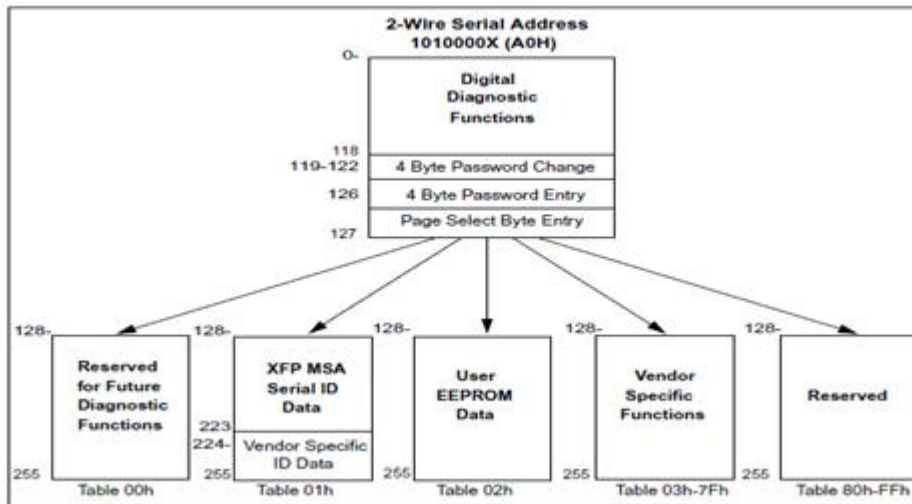 2-Wire Serial Address
1010000X (A0H)
0-
Digital
Diagnostic
Functions
118
119-122
4 Byte Password Change
126
4 Byte Password Entry
Page Select Byte Entry
127
128-
Reserved
for Future
Diagnostic
Functions
255
Table 00h
128-
XFP MSA
Serial ID
Data
223
224-
Vendor Specific
ID Data
255
Table 01h
128-
User
EEPROM
Data
255
Table 02h
128-
Vendor
Specific
Functions
255
Table 03h-7Fh
128-
Reserved
255
Table 80h-FFh